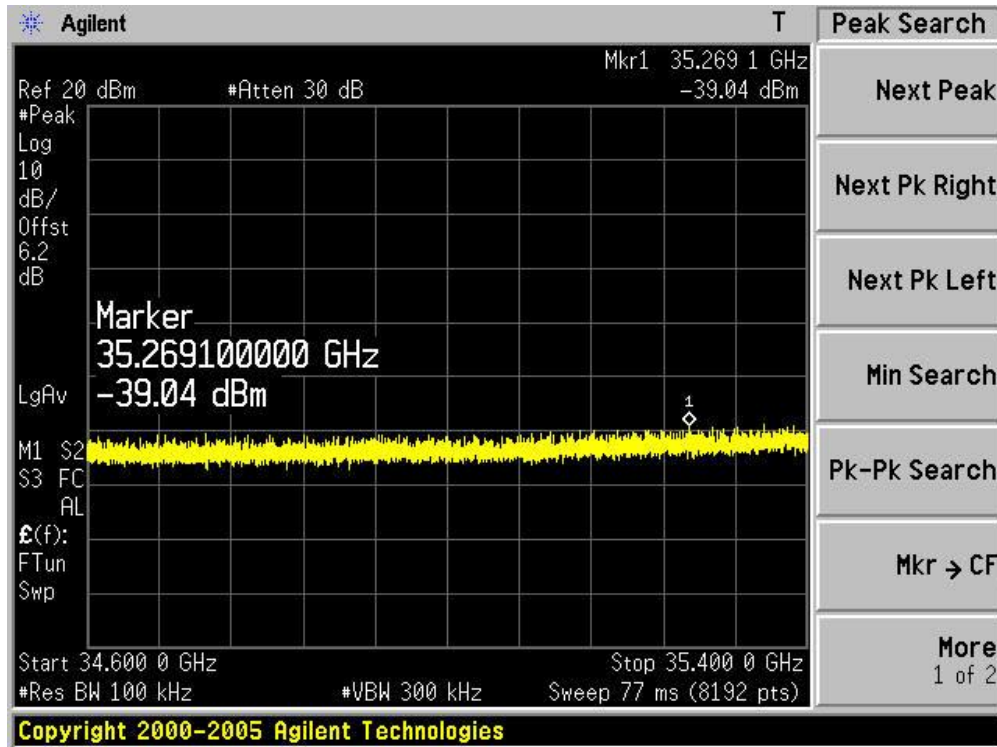 Agilent T Peak Search
Mkr1 35.269 1 GHz
Ref 20 dBm #Atten 30 dB -39.04 dBm
#Peak
Log
10
dB/
Offst
6.2
dB
Marker
35.269100000 GHz
-39.04 dBm
LgAv
1
M1 S2
S3 FC
AL
£(f):
FTun
Swp
Start 34.600 0 GHz Stop 35.400 0 GHz
#Res BW 100 kHz #VBW 300 kHz Sweep 77 ms (8192 pts)
Copyright 2000-2005 Agilent Technologies
Next Peak
Next Pk Right
Next Pk Left
Min Search
Pk-Pk Search
Mkr → CF
More
1 of 2